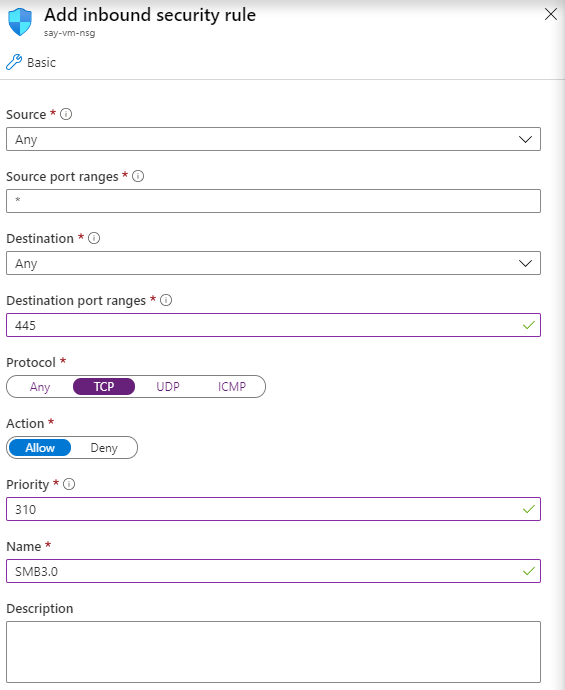 Add inbound security rule
say-vm-nsg
Basic
Source *
Any
Source port ranges *
*
Destination *
Any
Destination port ranges *
445
Protocol *
Any TCP UDP ICMP
Action *
Allow Deny
Priority *
310
Name *
SMB3.0
Description